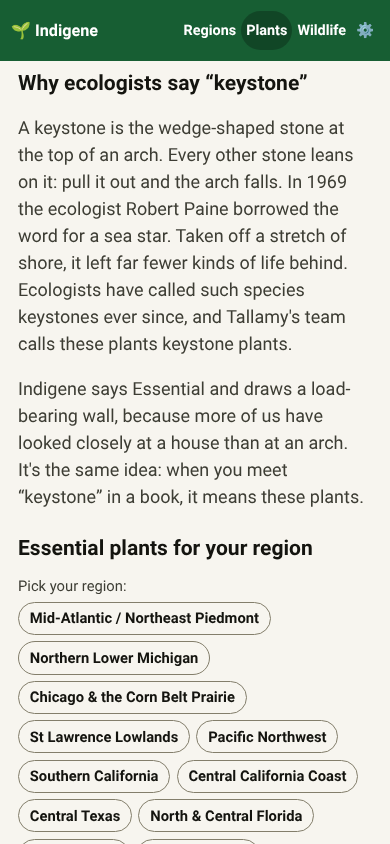 🌱 Indigene Regions Plants Wildlife ⚙️
Why ecologists say “keystone”
A keystone is the wedge-shaped stone at
the top of an arch. Every other stone leans
on it: pull it out and the arch falls. In 1969
the ecologist Robert Paine borrowed the
word for a sea star. Taken off a stretch of
shore, it left far fewer kinds of life behind.
Ecologists have called such species
keystones ever since, and Tallamy's team
calls these plants keystone plants.
Indigene says Essential and draws a load-
bearing wall, because more of us have
looked closely at a house than at an arch.
It's the same idea: when you meet
“keystone” in a book, it means these plants.
Essential plants for your region
Pick your region:
Mid-Atlantic / Northeast Piedmont
Northern Lower Michigan
Chicago & the Corn Belt Prairie
St Lawrence Lowlands Pacific Northwest
Southern California Central California Coast
Central Texas North & Central Florida